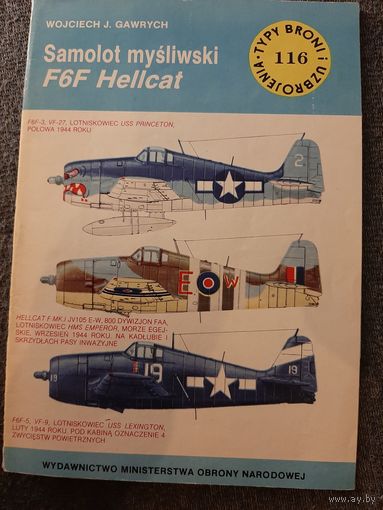 WOJCIECH J. GAWRYCH
Samolot myśliwski
F6F Hellcat
TYPY BRONI i UZBROJENIA
116
F6F-3, VF-27, LOTNISKOWIEC USS PRINCETON,
POŁOWA 1944 ROKU
2
HELLCAT F MK.I JV105 E-W, 800 DYWIZJON FAA,
LOTNISKOWIEC HMS EMPEROR, MORZE EGEJ-
SKIE, WRZESIEŃ 1944 ROKU. NA KADŁUBIE I
SKRZYDŁACH PASY INWAZYJNE
E W
19 19
F6F-5, VF-9, LOTNISKOWIEC USS LEXINGTON,
LUTY 1944 ROKU. POD KABINĄ OZNACZENIE 4
ZWYCIĘSTW POWIETRZNYCH
WYDAWNICTWO MINISTERSTWA OBRONY NARODOWEJ
ay.by